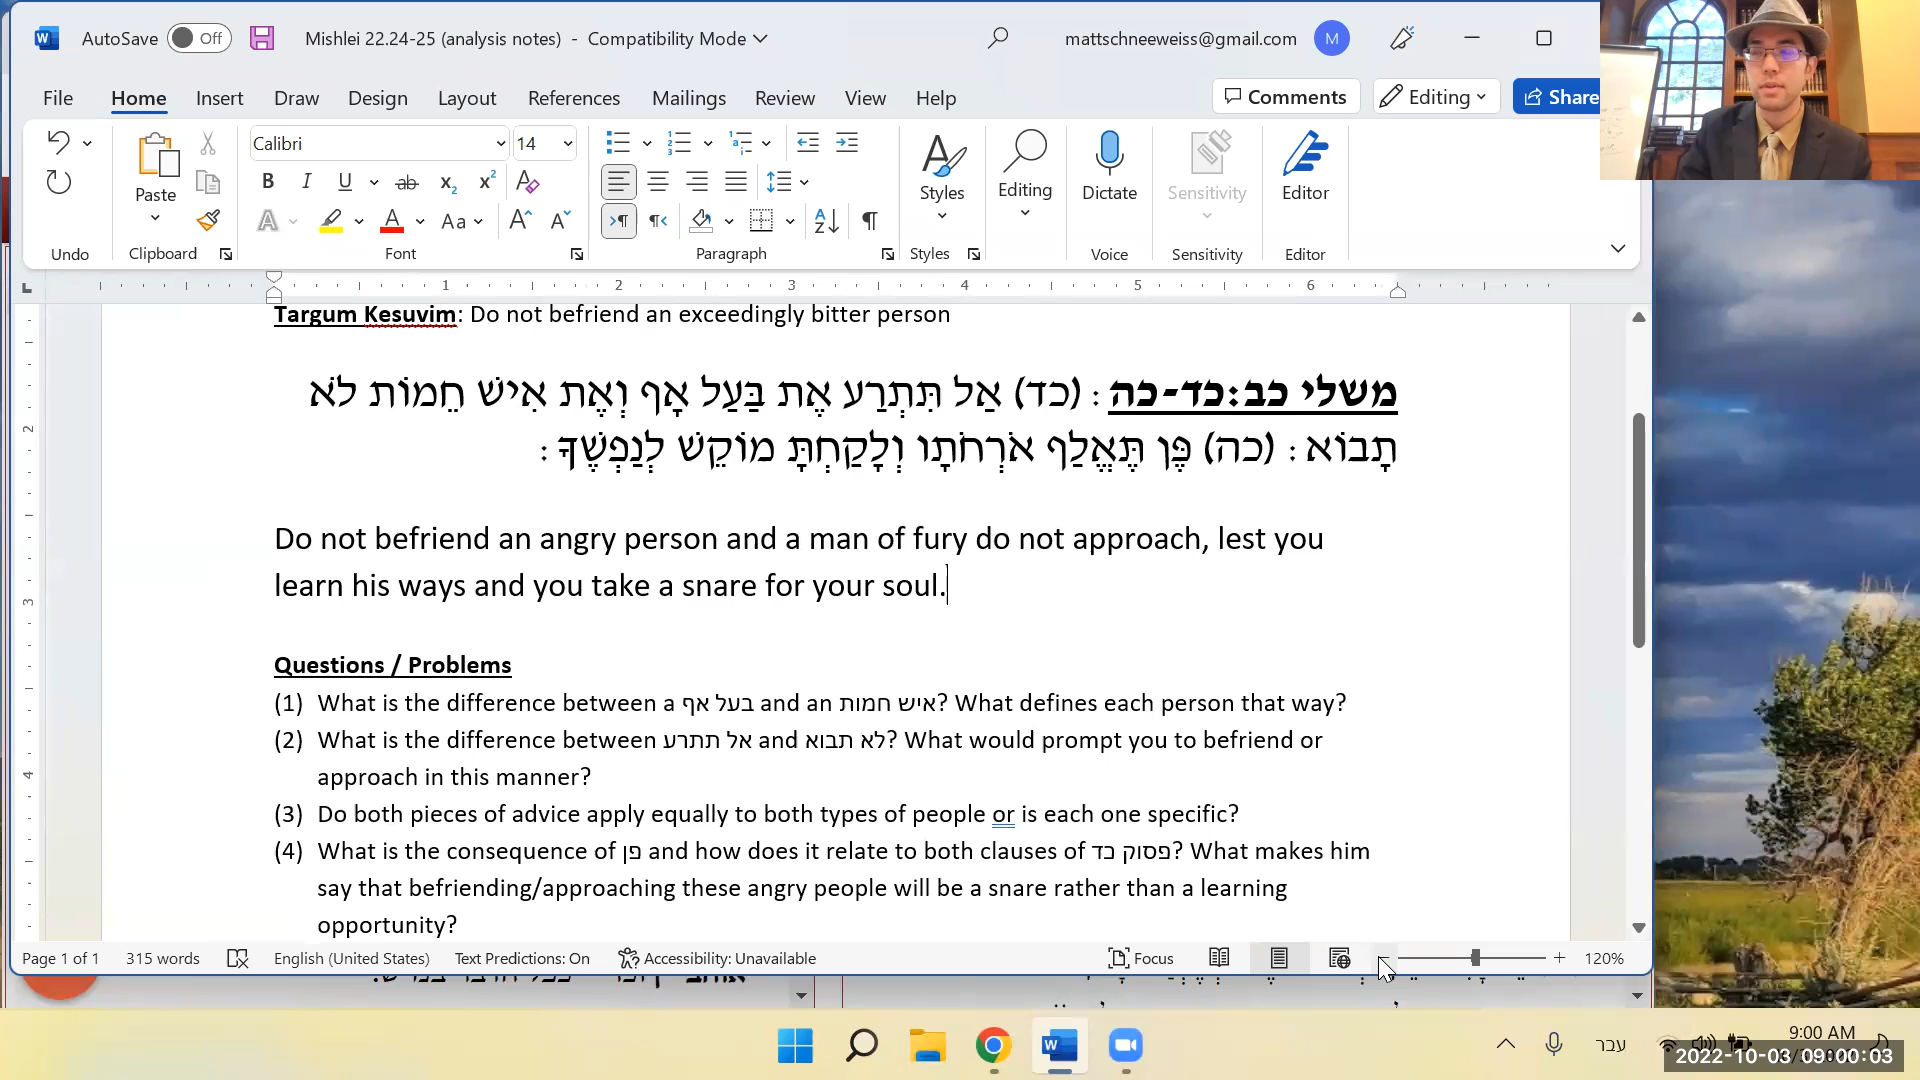 AutoSave Off Mishlei 22.24-25 (analysis notes) - Compatibility Mode mattschneeweiss@gmail.com M
File Home Insert Draw Design Layout References Mailings Review View Help Comments Editing Share
Calibri 14
Paste Styles Editing Dictate Sensitivity Editor
Undo Clipboard Font Paragraph Styles Voice Sensitivity Editor
1 2 3 4 5 6
Targum Kesuvim: Do not befriend an exceedingly bitter person
משלי כב:כד-כה: (כד) אַל תִּתְרַע אֶת בַּעַל אָף וְאֶת אִישׁ חֵמוֹת לֹא
תָבוֹא: (כה) פֶּן תֶּאֱלַף אֹרְחֹתָו וְלָקַחְתָּ מוֹקֵשׁ לְנַפְשֶׁךָ:
Do not befriend an angry person and a man of fury do not approach, lest you
learn his ways and you take a snare for your soul.
Questions / Problems
(1) What is the difference between a בעל אף and an איש חמות? What defines each person that way?
(2) What is the difference between אל תתרע and לא תבוא? What would prompt you to befriend or
approach in this manner?
(3) Do both pieces of advice apply equally to both types of people or is each one specific?
(4) What is the consequence of פן and how does it relate to both clauses of פסוק כד? What makes him
say that befriending/approaching these angry people will be a snare rather than a learning
opportunity?
Page 1 of 1 315 words English (United States) Text Predictions: On Accessibility: Unavailable Focus 120%
עבר 9:00 AM
2022-10-03 09:00:03